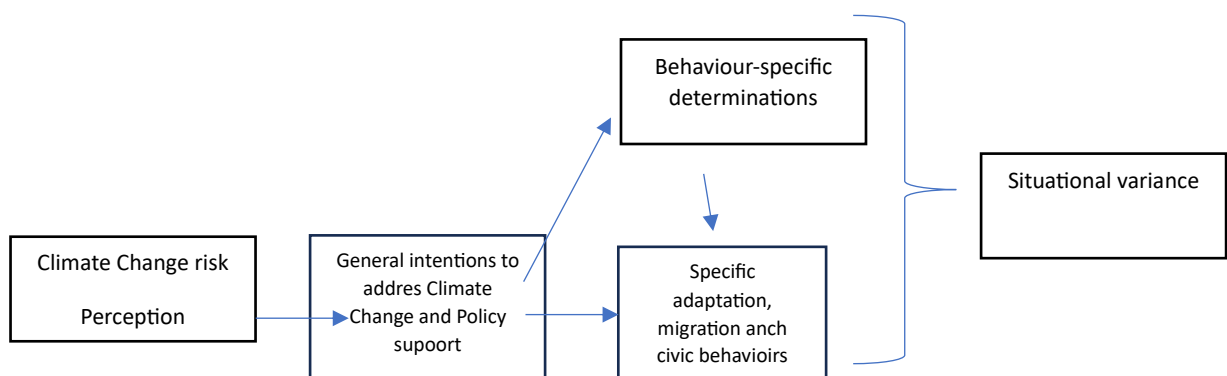 Behaviour-specific
determinations
Situational variance
Climate Change risk
Perception
General intentions to
addres Climate
Change and Policy
supoort
Specific
adaptation,
migration anch
civic behavioirs